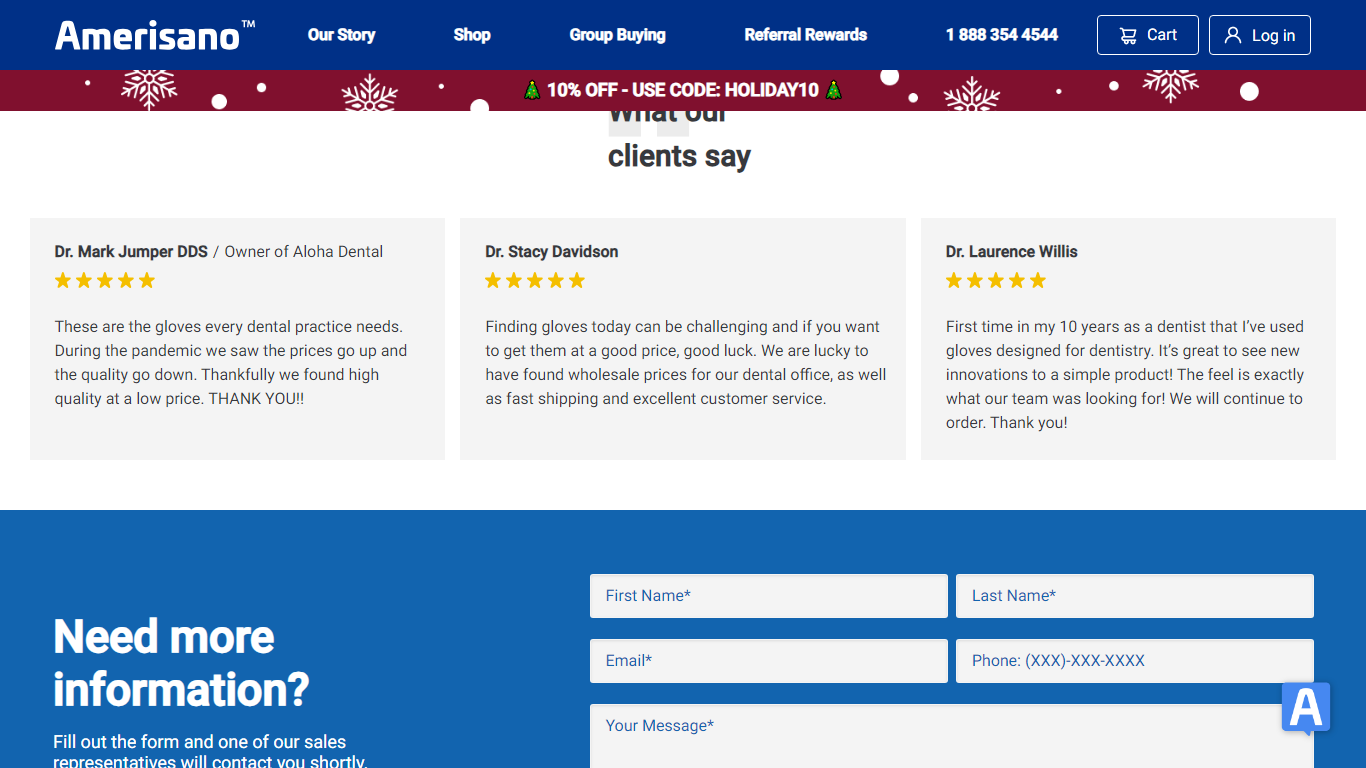 Amerisano™
Our Story
Shop
Group Buying
Referral Rewards
1 888 354 4544
Cart
Log in
🎄 10% OFF - USE CODE: HOLIDAY10 🎄
What our
clients say
Dr. Mark Jumper DDS / Owner of Aloha Dental
These are the gloves every dental practice needs.
During the pandemic we saw the prices go up and
the quality go down. Thankfully we found high
quality at a low price. THANK YOU!!
Dr. Stacy Davidson
Finding gloves today can be challenging and if you want
to get them at a good price, good luck. We are lucky to
have found wholesale prices for our dental office, as well
as fast shipping and excellent customer service.
Dr. Laurence Willis
First time in my 10 years as a dentist that I’ve used
gloves designed for dentistry. It’s great to see new
innovations to a simple product! The feel is exactly
what our team was looking for! We will continue to
order. Thank you!
Need more
information?
Fill out the form and one of our sales
representatives will contact you shortly.
First Name*
Last Name*
Email*
Phone: (XXX)-XXX-XXXX
Your Message*
A